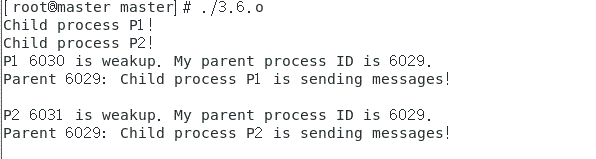 [root@master master]# ./3.6.o
Child process P1!
Child process P2!
P1 6030 is weakup. My parent process ID is 6029.
Parent 6029: Child process P1 is sending messages!
P2 6031 is weakup. My parent process ID is 6029.
Parent 6029: Child process P2 is sending messages!